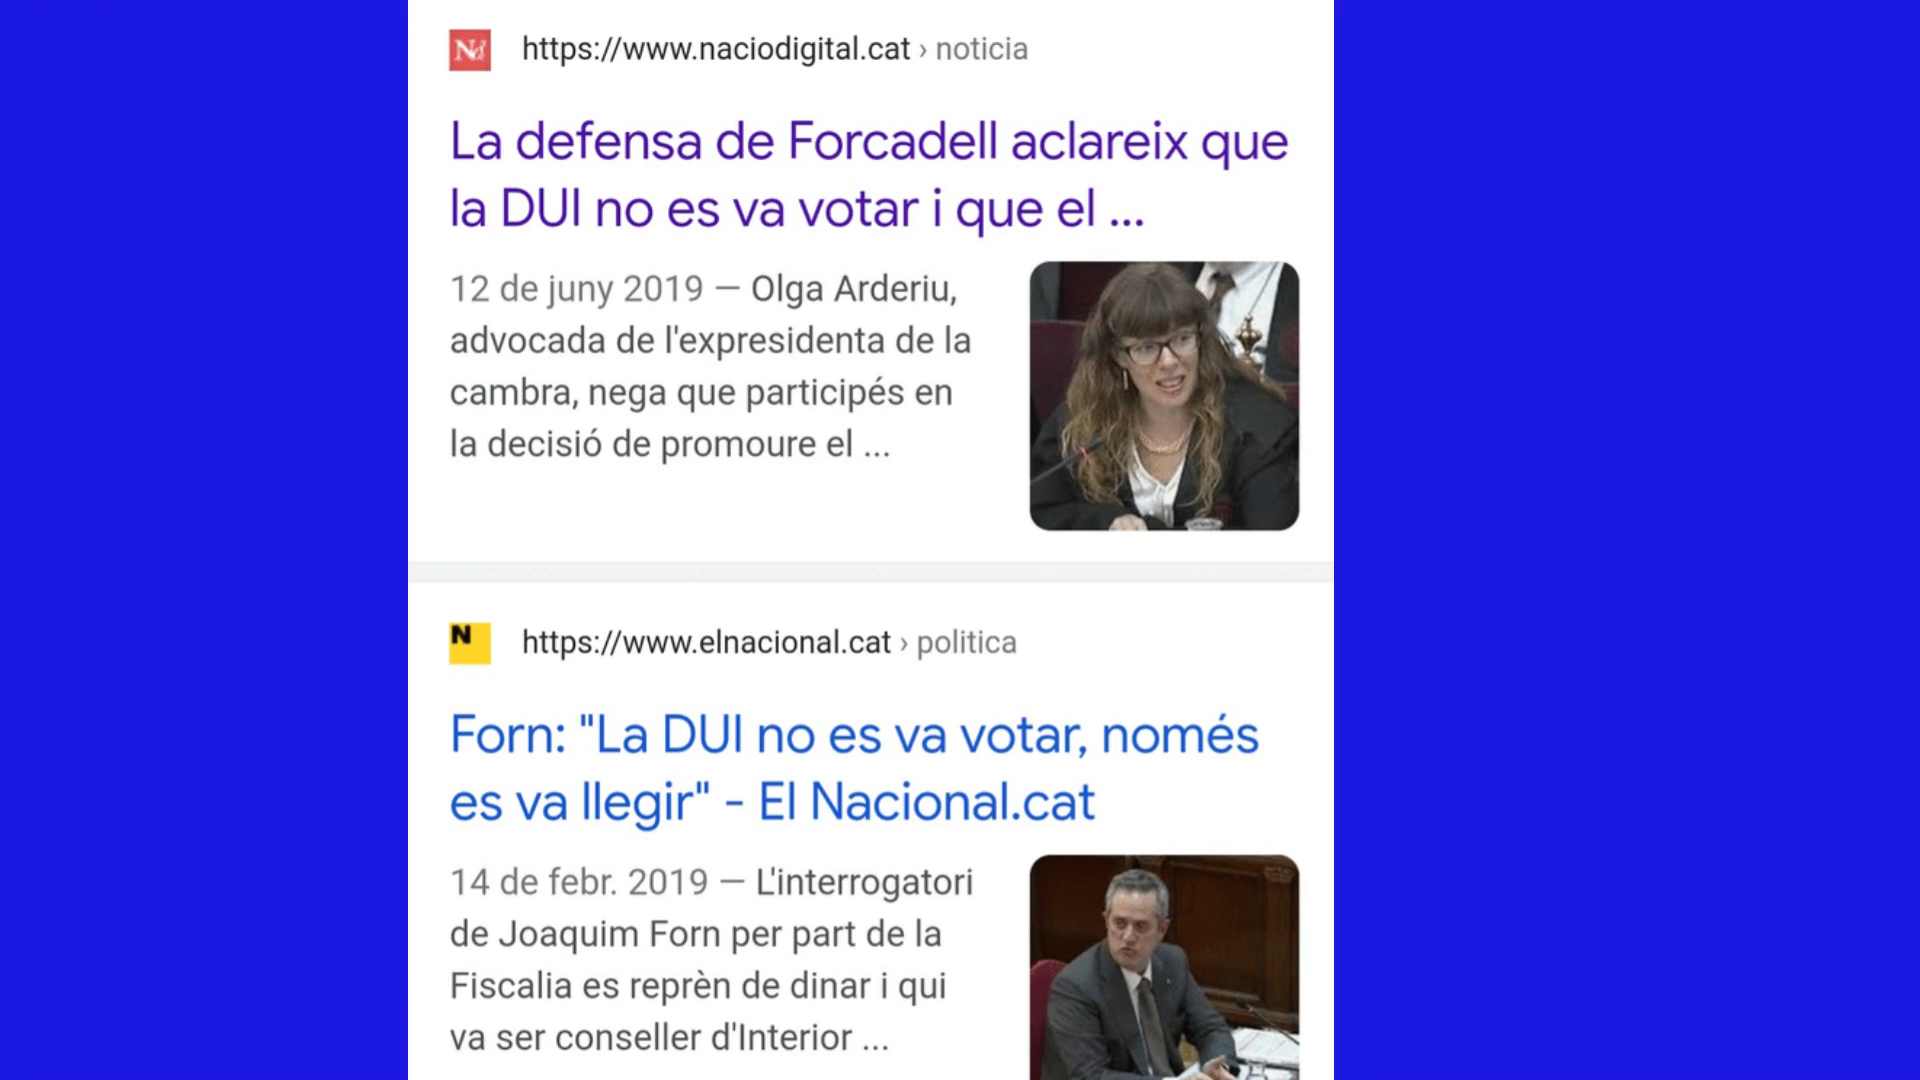 https://www.naciodigital.cat › noticia
La defensa de Forcadell aclareix que
la DUI no es va votar i que el ...
12 de juny 2019 — Olga Arderiu,
advocada de l'expresidenta de la
cambra, nega que participés en
la decisió de promoure el ...
N
https://www.elnacional.cat › politica
Forn: "La DUI no es va votar, només
es va llegir" - El Nacional.cat
14 de febr. 2019 — L'interrogatori
de Joaquim Forn per part de la
Fiscalia es reprèn de dinar i qui
va ser conseller d'Interior ...